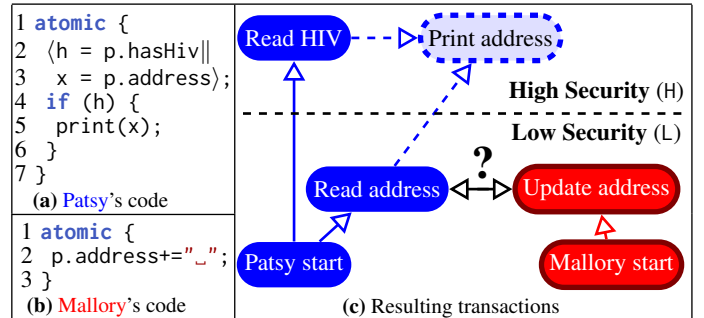 1 atomic {
2 ⟨h = p.hasHiv‖
3 x = p.address⟩;
4 if (h) {
5 print(x);
6 }
7 }
(a) Patsy's code
1 atomic {
2 p.address+="␣";
3 }
(b) Mallory's code
Read HIV
Print address
High Security (H)
Low Security (L)
?
Read address
Update address
Patsy start
Mallory start
(c) Resulting transactions